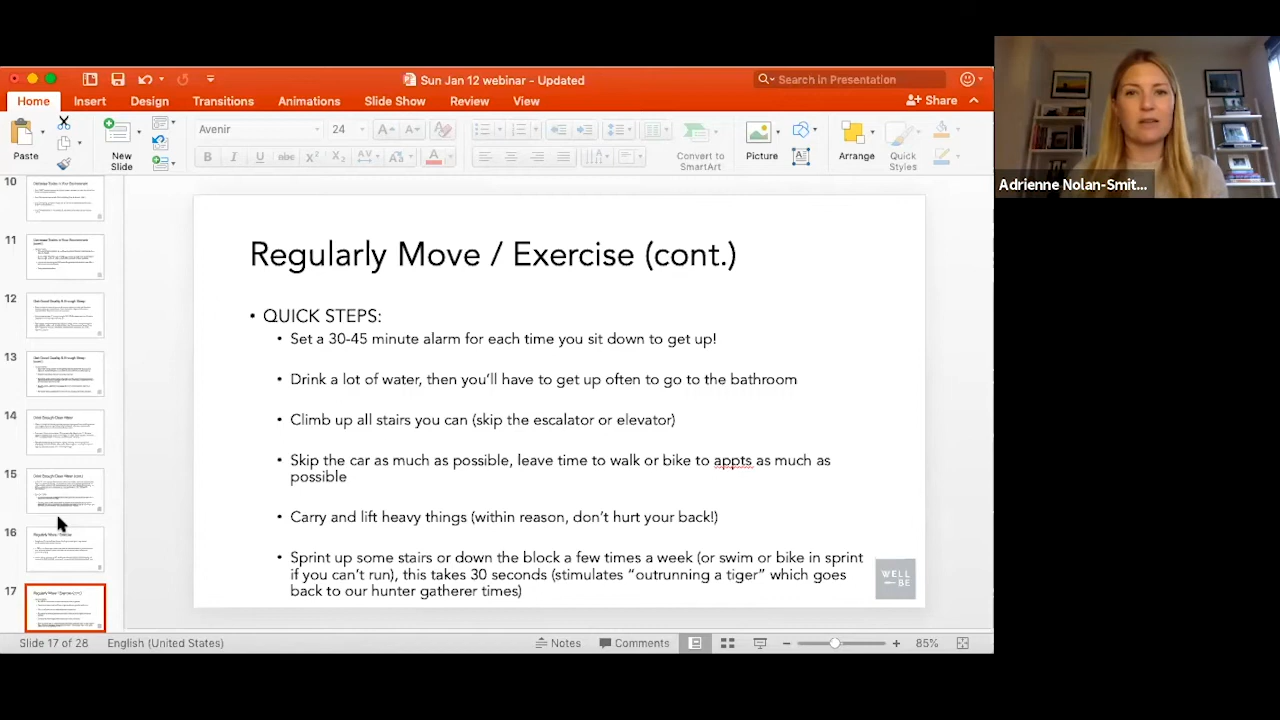 Sun Jan 12 webinar - Updated
Search in Presentation
Home Insert Design Transitions Animations Slide Show Review View
Share
Paste
New
Slide
Avenir
24
Convert to
SmartArt
Picture
Arrange
Quick
Styles
10
11
12
13
14
15
16
17
Regularly Move / Exercise (cont.)
• QUICK STEPS:
• Set a 30-45 minute alarm for each time you sit down to get up!
• Drink a lot of water, then you'll have to get up often to go to the bathroom
• Climb up all stairs you can (skip the escalator or elevator)
• Skip the car as much as possible leave time to walk or bike to appts as much as
possible
• Carry and lift heavy things (within reason, don't hurt your back!)
• Sprint up some stairs or down the block a few times a week (or swim or bike in sprint
if you can't run), this takes 30 seconds (stimulates “outrunning a tiger” which goes
back to our hunter gatherer times)
WELL
BE
Slide 17 of 28
English (United States)
Notes
Comments
85%
Adrienne Nolan-Smit...